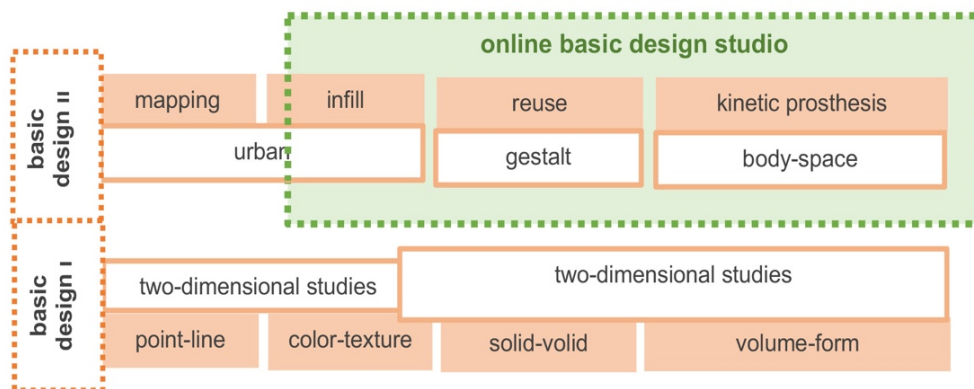 online basic design studio
basic
design II
mapping
infill
reuse
kinetic prosthesis
urban
gestalt
body-space
basic
design I
two-dimensional studies
two-dimensional studies
point-line
color-texture
solid-volid
volume-form